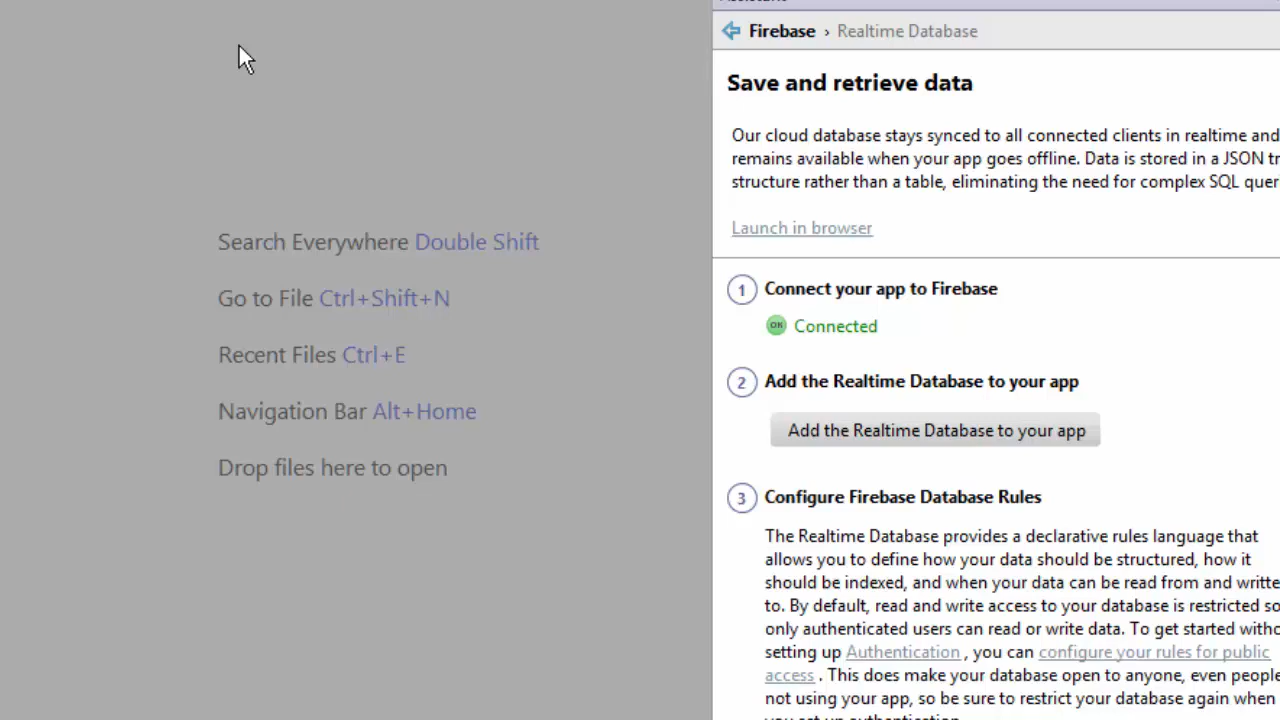 Firebase › Realtime Database
Save and retrieve data
Our cloud database stays synced to all connected clients in realtime and
remains available when your app goes offline. Data is stored in a JSON
structure rather than a table, eliminating the need for complex SQL
Launch in browser
Search Everywhere Double Shift
Go to File Ctrl+Shift+N
Recent Files Ctrl+E
Navigation Bar Alt+Home
Drop files here to open
1 Connect your app to Firebase
OK Connected
2 Add the Realtime Database to your app
Add the Realtime Database to your app
3 Configure Firebase Database Rules
The Realtime Database provides a declarative rules language that
allows you to define how your data should be structured, how it
should be indexed, and when your data can be read from and
to. By default, read and write access to your database is restricted so
only authenticated users can read or write data. To get started
setting up Authentication , you can configure your rules for public
access . This does make your database open to anyone, even people
not using your app, so be sure to restrict your database again when